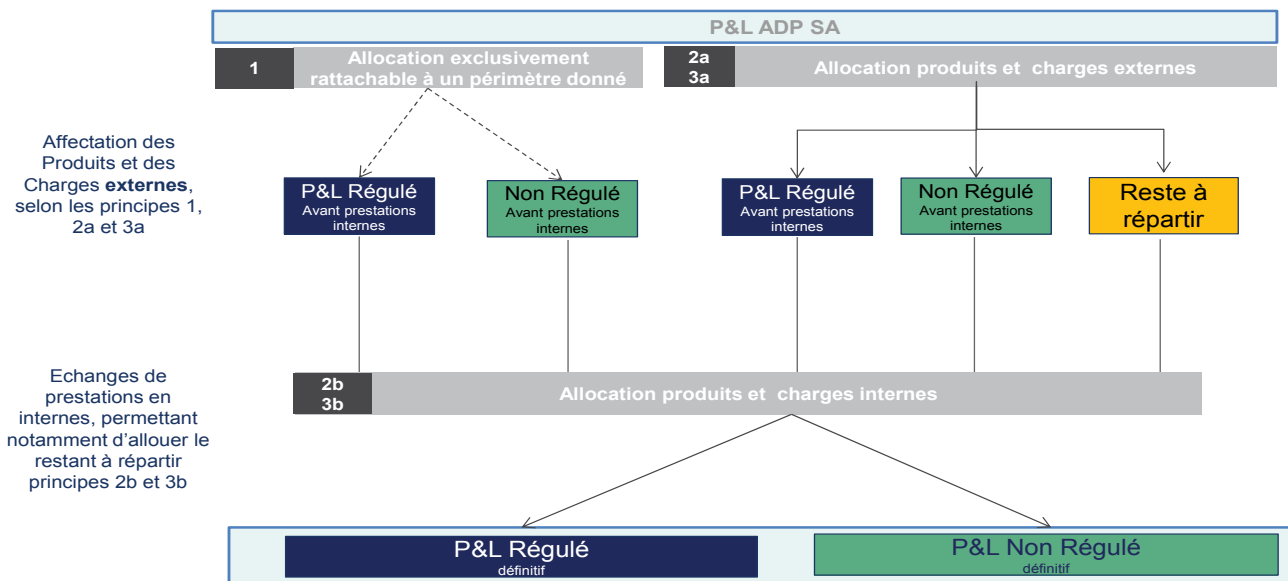 P&L ADP SA
1
Allocation exclusivement
rattachable à un périmètre donné
2a
3a
Allocation produits et charges externes
Affectation des
Produits et des
Charges externes,
selon les principes 1,
2a et 3a
P&L Régulé
Avant prestations
internes
Non Régulé
Avant prestations
internes
P&L Régulé
Avant prestations
internes
Non Régulé
Avant prestations
internes
Reste à
répartir
Echanges de
prestations en
internes, permettant
notamment d'allouer le
restant à répartir
principes 2b et 3b
2b
3b
Allocation produits et charges internes
P&L Régulé
définitif
P&L Non Régulé
définitif